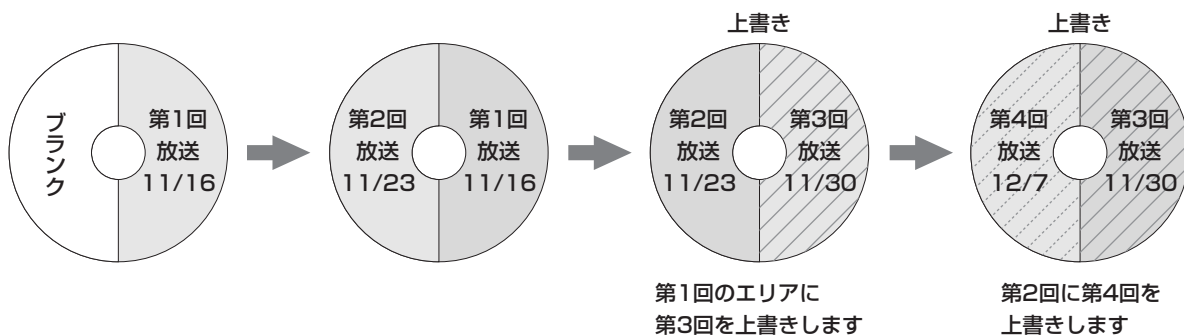 ブランク
第1回
放送
11/16
第2回
放送
11/23
第1回
放送
11/16
上書き
第2回
放送
11/23
第3回
放送
11/30
第1回のエリアに
第3回を上書きします
上書き
第4回
放送
12/7
第3回
放送
11/30
第2回に第4回を
上書きします